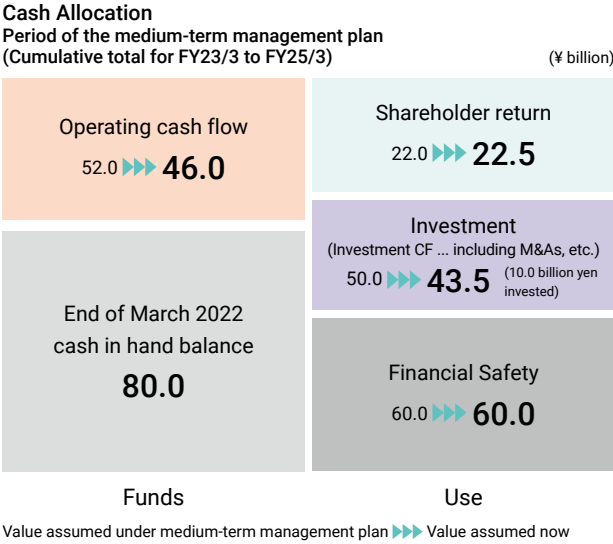 Cash Allocation
Period of the medium-term management plan
(Cumulative total for FY23/3 to FY25/3)
(¥ billion)
Operating cash flow
52.0 46.0
End of March 2022
cash in hand balance
80.0
Funds
Shareholder return
22.0 22.5
Investment
(Investment CF ... including M&As, etc.)
50.0 43.5 (10.0 billion yen
invested)
Financial Safety
60.0 60.0
Use
Value assumed under medium-term management plan Value assumed now